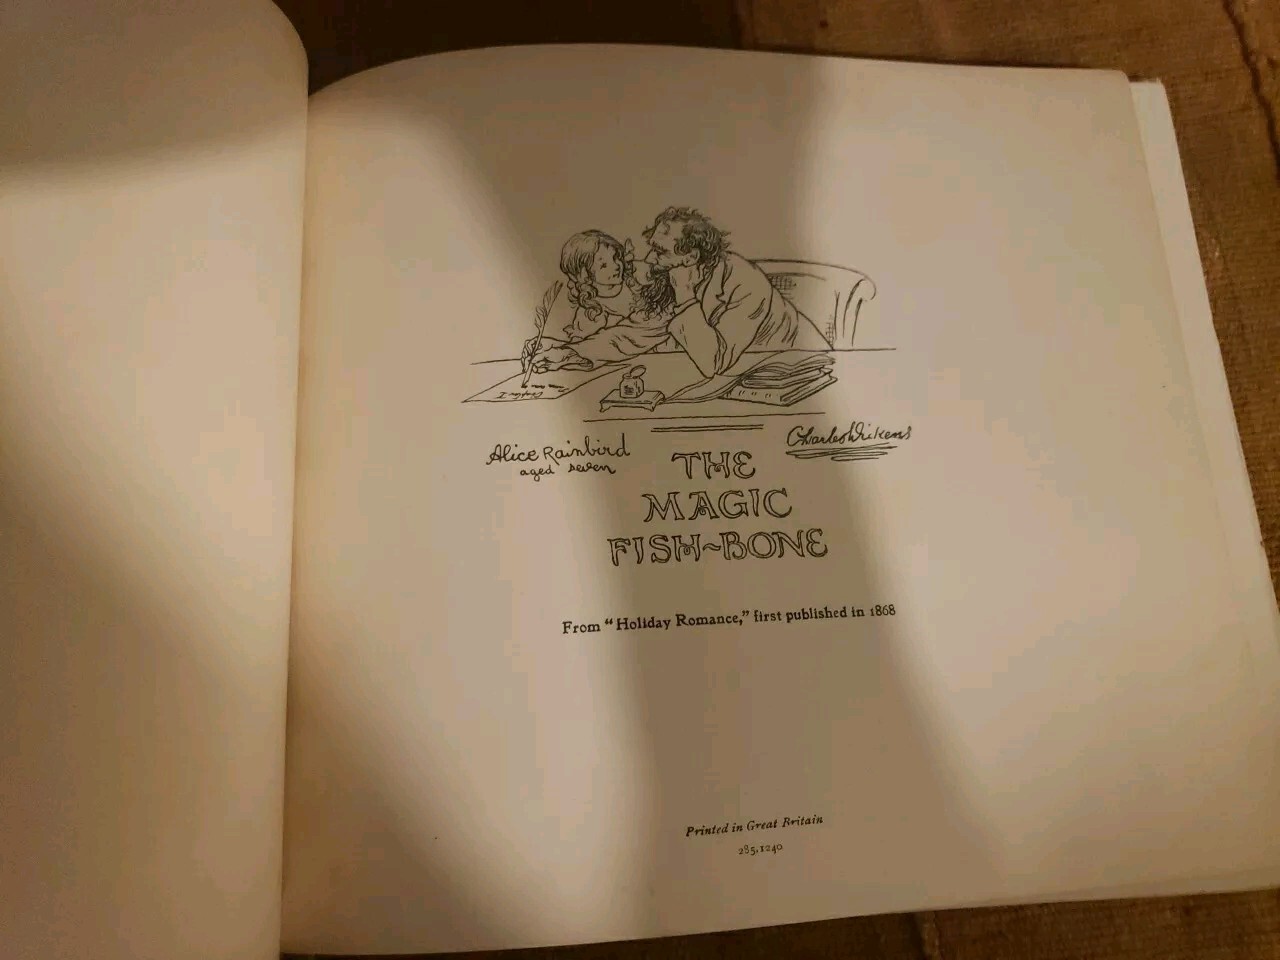 Alice Rainbird
aged seven
Charles Dickens
THE
MAGIC
FISH-BONE
From “Holiday Romance,” first published in 1868
Printed in Great Britain
285.1240